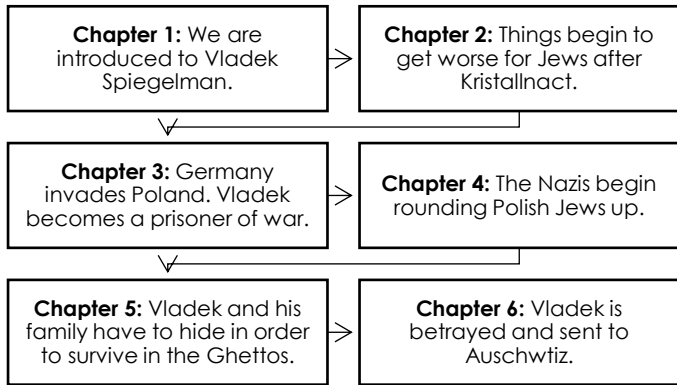 Chapter 1: We are
introduced to Vladek
Spiegelman.
Chapter 2: Things begin to
get worse for Jews after
Kristallnact.
Chapter 3: Germany
invades Poland. Vladek
becomes a prisoner of war.
Chapter 4: The Nazis begin
rounding Polish Jews up.
Chapter 5: Vladek and his
family have to hide in order
to survive in the Ghettos.
Chapter 6: Vladek is
betrayed and sent to
Auschwtiz.